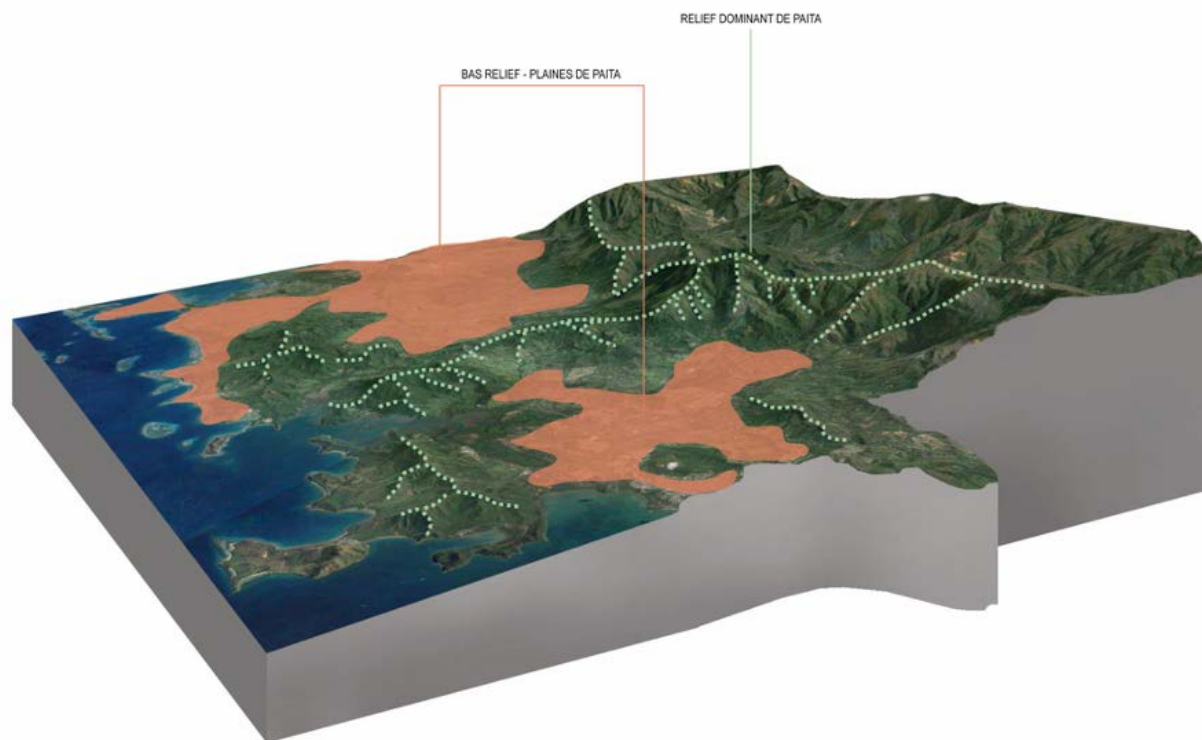 RELIEF DOMINANT DE PAITA
BAS RELIEF - PLAINES DE PAITA